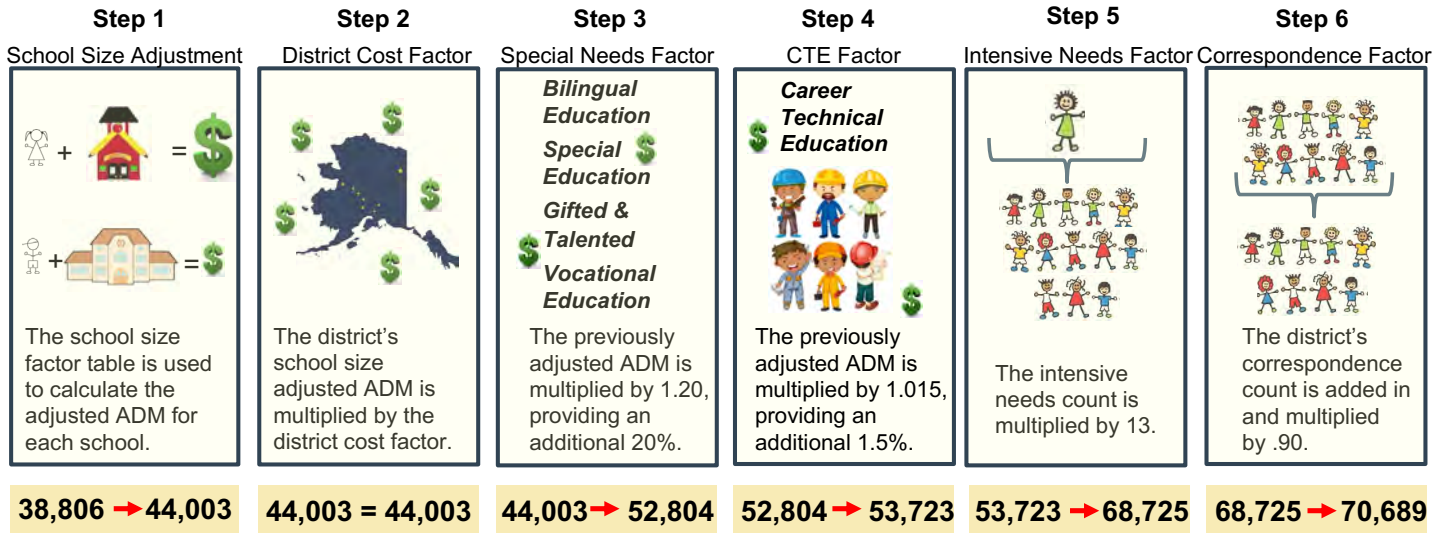 Step 1
School Size Adjustment
+
=
$
+
=
$
The school size
factor table is used
to calculate the
adjusted ADM for
each school.
38,806 → 44,003
Step 2
District Cost Factor
$
$
$
$
$
The district’s
school size
adjusted ADM is
multiplied by the
district cost factor.
44,003 = 44,003
Step 3
Special Needs Factor
Bilingual
Education
Special $
Education
Gifted &
$ Talented
Vocational
Education
The previously
adjusted ADM is
multiplied by 1.20,
providing an
additional 20%.
44,003 → 52,804
Step 4
CTE Factor
Career
Technical
$ Education
$
The previously
adjusted ADM is
multiplied by 1.015,
providing an
additional 1.5%.
52,804 → 53,723
Step 5
Intensive Needs Factor
The intensive
needs count is
multiplied by 13.
53,723 → 68,725
Step 6
Correspondence Factor
The district’s
correspondence
count is added in
and multiplied
by .90.
68,725 → 70,689